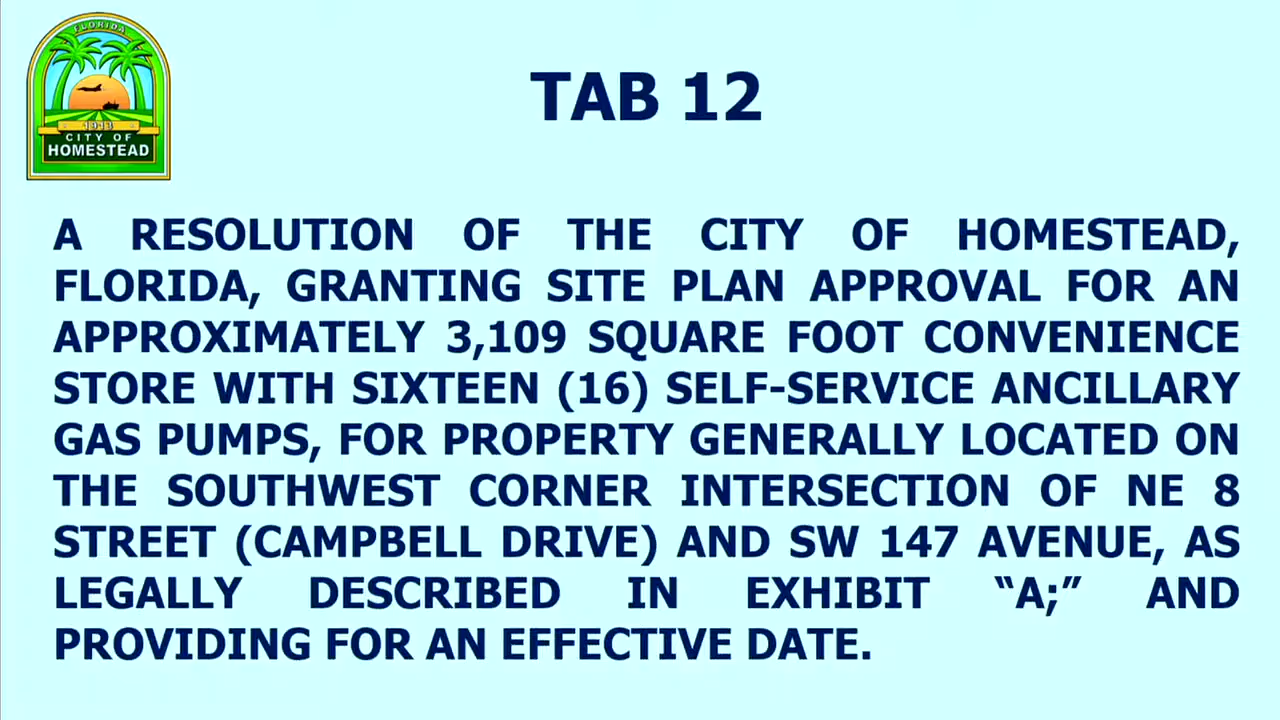 FLORIDA
1913
CITY OF
HOMESTEAD
TAB 12
A RESOLUTION OF THE CITY OF HOMESTEAD,
FLORIDA, GRANTING SITE PLAN APPROVAL FOR AN
APPROXIMATELY 3,109 SQUARE FOOT CONVENIENCE
STORE WITH SIXTEEN (16) SELF-SERVICE ANCILLARY
GAS PUMPS, FOR PROPERTY GENERALLY LOCATED ON
THE SOUTHWEST CORNER INTERSECTION OF NE 8
STREET (CAMPBELL DRIVE) AND SW 147 AVENUE, AS
LEGALLY DESCRIBED IN EXHIBIT “A;” AND
PROVIDING FOR AN EFFECTIVE DATE.